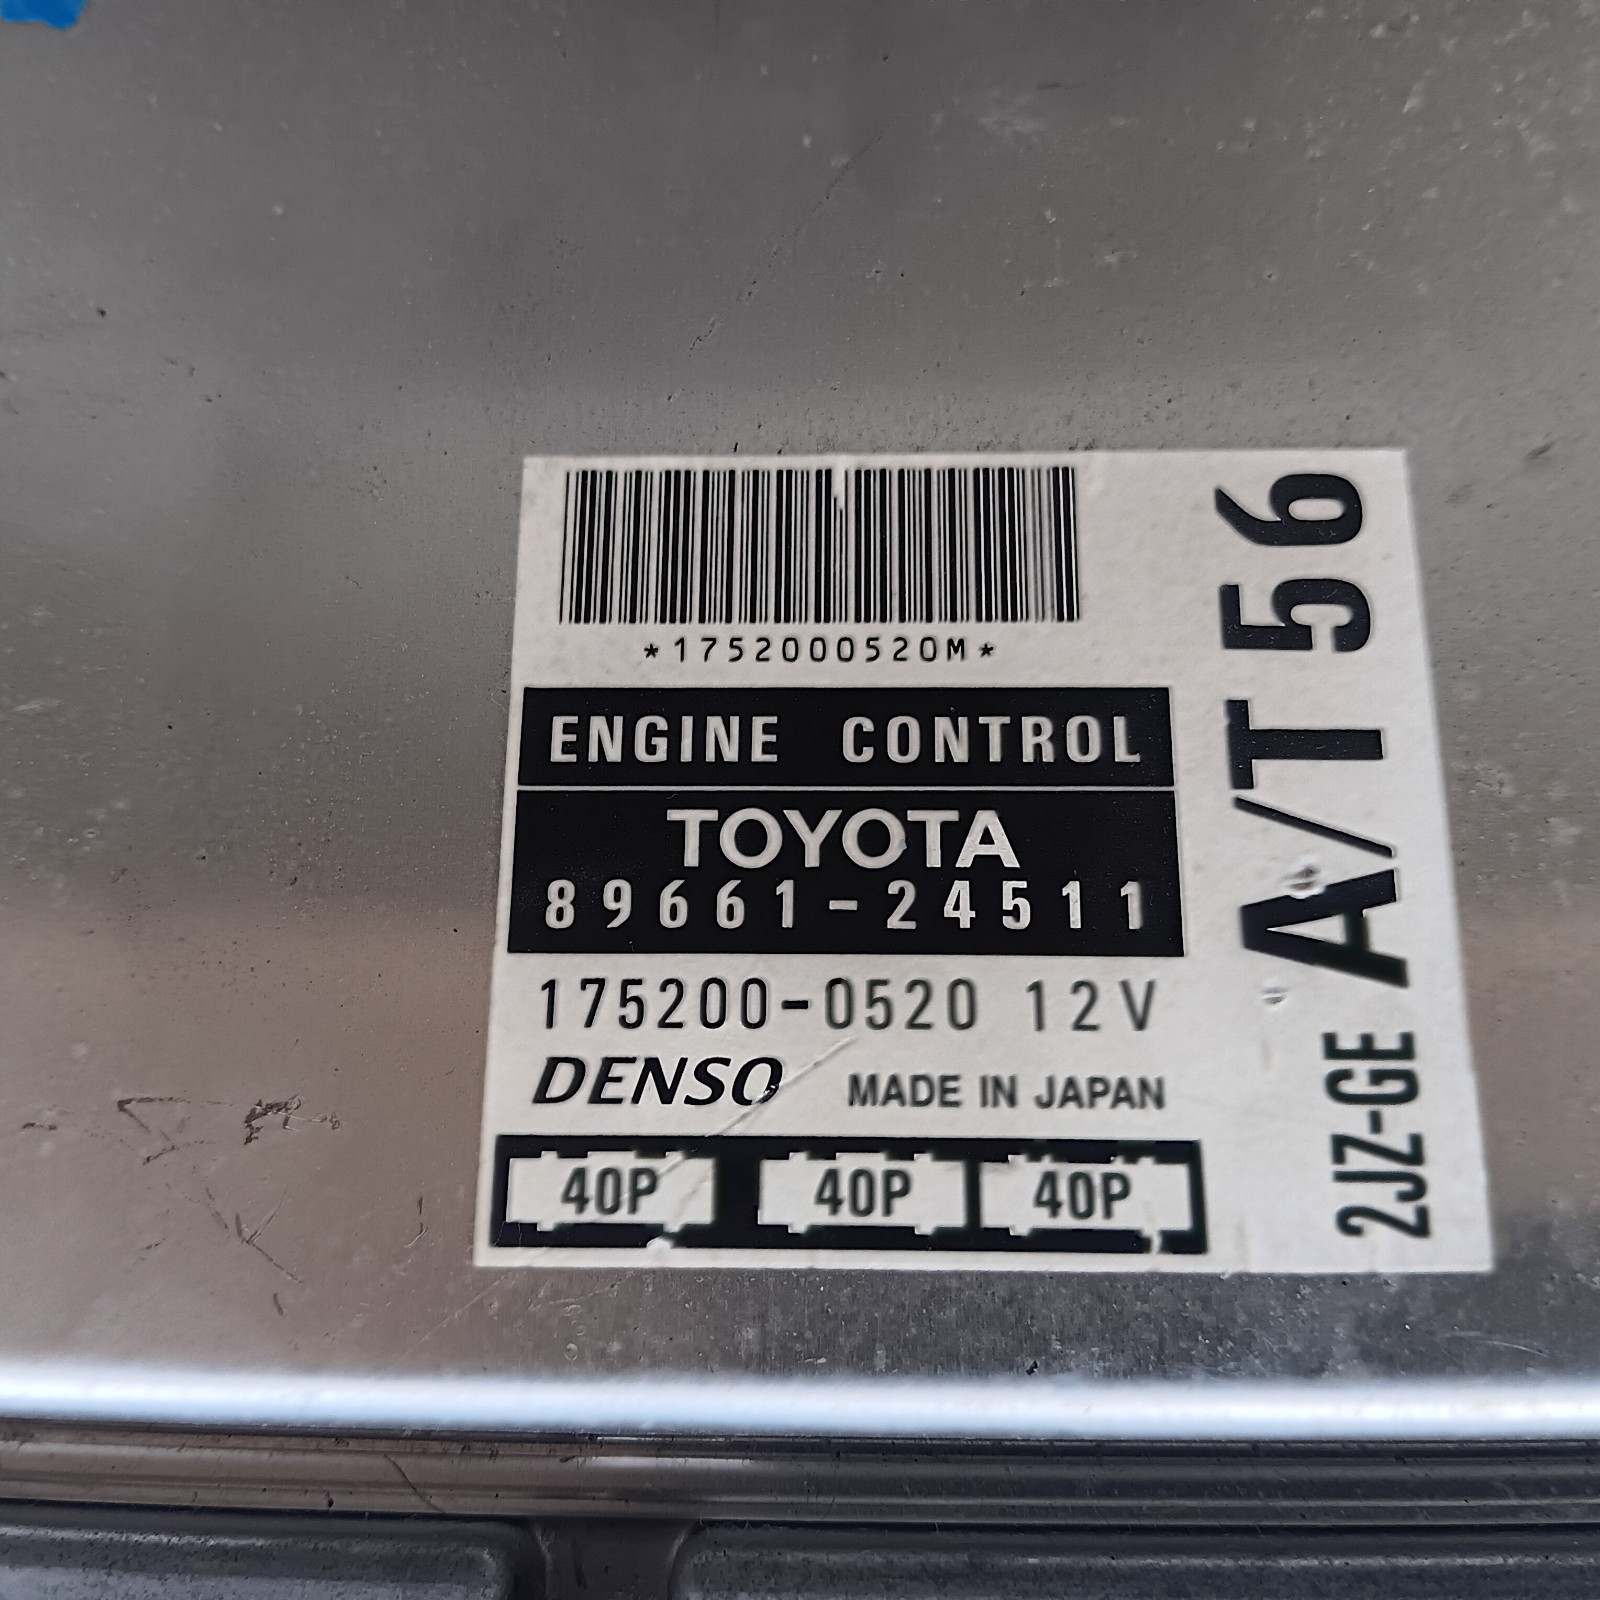 *1752000520M*
ENGINE CONTROL
TOYOTA
89661-24511
175200-0520 12V
DENSO MADE IN JAPAN
40P 40P 40P
2JZ-GE A/T 56